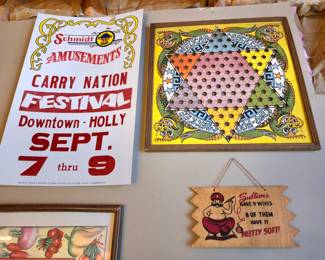 Schmidt
AMUSEMENTS
CARRY NATION
FESTIVAL
Downtown - HOLLY
SEPT.
7 thru 9
Sultans
HAVE 9 WIVES
8 OF THEM
HAVE IT
PRETTY SOFT!